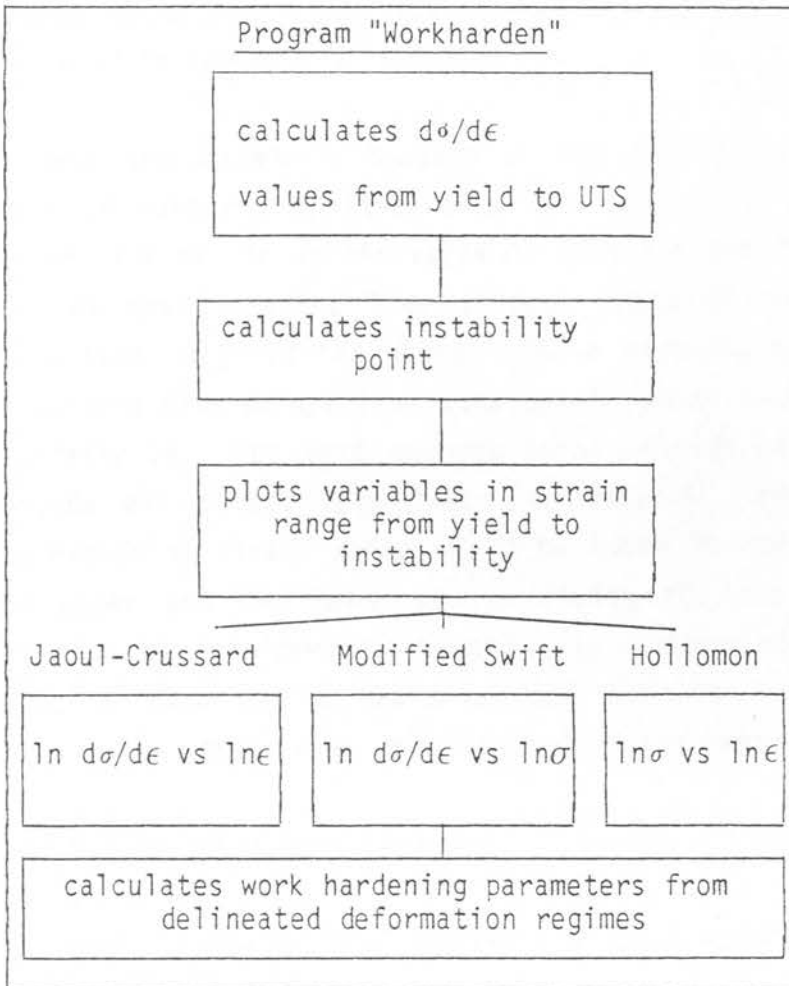 Program "Workharden"
calculates dσ/dϵ
values from yield to UTS
calculates instability
point
plots variables in strain
range from yield to
instability
Jaoul-Crussard
Modified Swift
Hollomon
ln dσ/dϵ vs lnϵ
ln dσ/dϵ vs lnσ
lnσ vs lnϵ
calculates work hardening parameters from
delineated deformation regimes